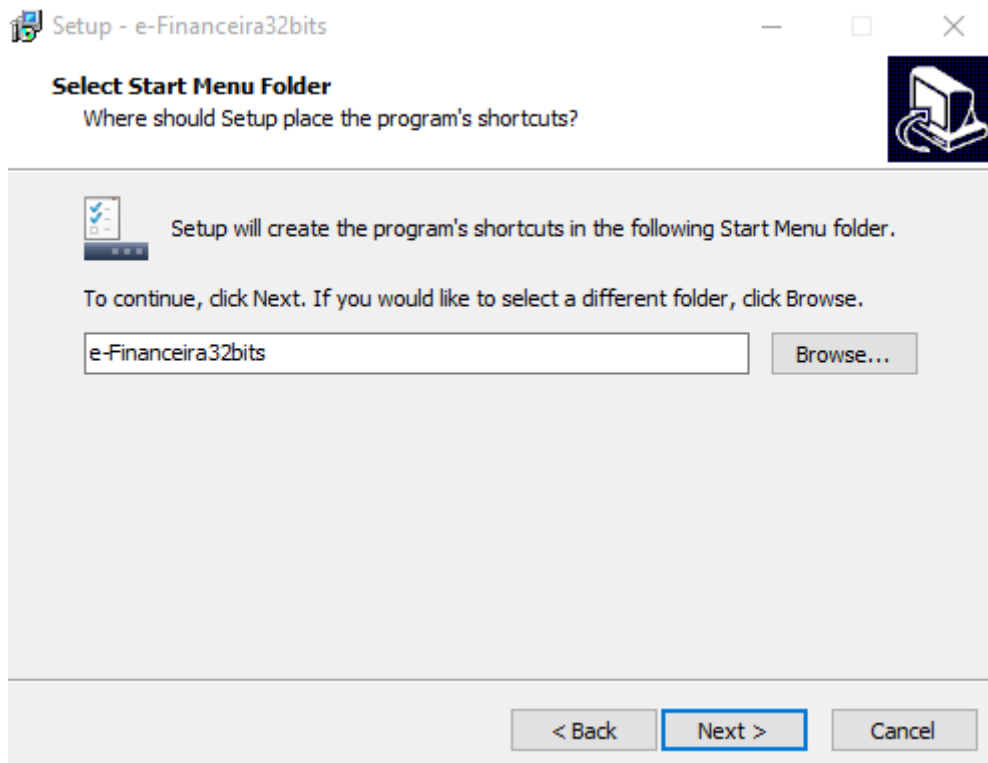 Setup - e-Financeira32bits
Select Start Menu Folder
Where should Setup place the program's shortcuts?
Setup will create the program's shortcuts in the following Start Menu folder.
To continue, click Next. If you would like to select a different folder, click Browse.
e-Financeira32bits
Browse...
< Back
Next >
Cancel